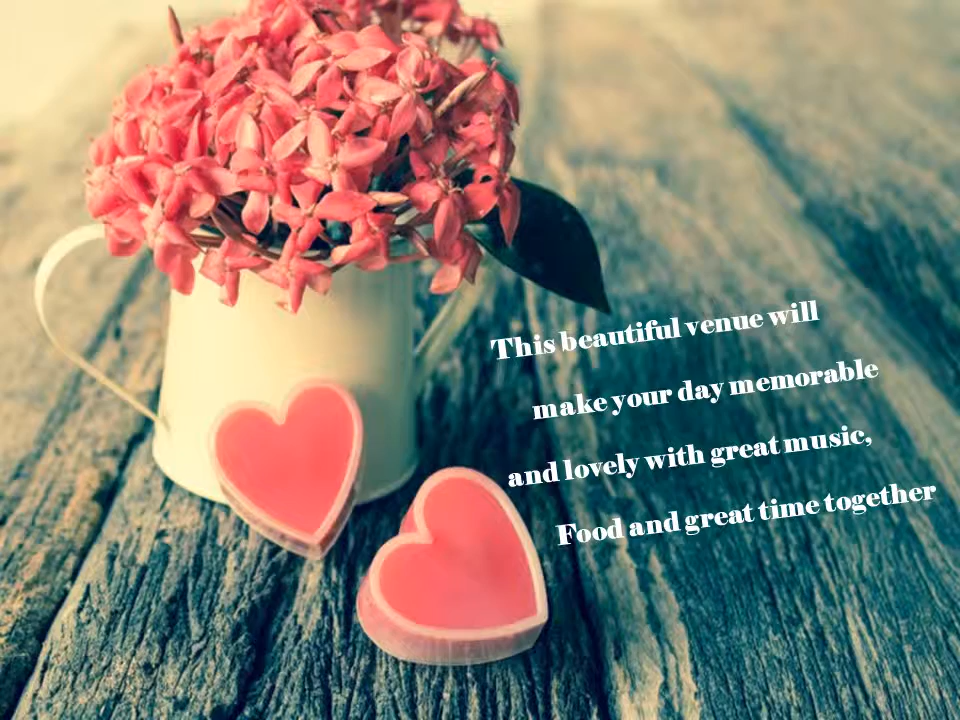 This beautiful venue will
make your day memorable
and lovely with great music,
Food and great time together